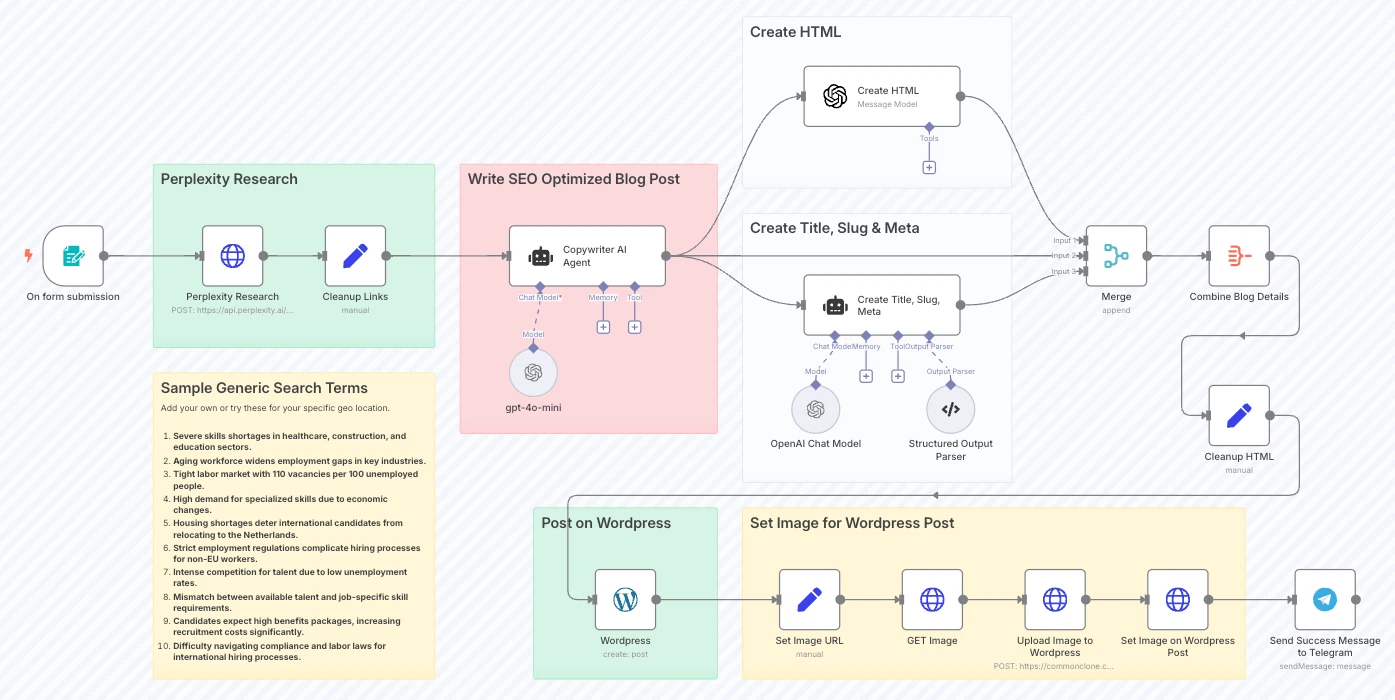 Create HTML
Create HTML
Message Model
Tools
Perplexity Research
Write SEO Optimized Blog Post
Create Title, Slug & Meta
On form submission
Perplexity Research
POST: https://api.perplexity.ai/...
Cleanup Links
manual
Copywriter AI
Agent
Chat Model*
Memory
Tool
Model
gpt-4o-mini
Create Title, Slug,
Meta
Chat Model
Memory
Tool
Output Parser
Model
Output Parser
OpenAI Chat Model
Structured Output
Parser
Input 1
Input 2
Input 3
Merge
append
Combine Blog Details
Cleanup HTML
manual
Sample Generic Search Terms
Add your own or try these for your specific geo location.
1. Severe skills shortages in healthcare, construction, and
education sectors.
2. Aging workforce widens employment gaps in key industries.
3. Tight labor market with 110 vacancies per 100 unemployed
people.
4. High demand for specialized skills due to economic
changes.
5. Housing shortages deter international candidates from
relocating to the Netherlands.
6. Strict employment regulations complicate hiring processes
for non-EU workers.
7. Intense competition for talent due to low unemployment
rates.
8. Mismatch between available talent and job-specific skill
requirements.
9. Candidates expect high benefits packages, increasing
recruitment costs significantly.
10. Difficulty navigating compliance and labor laws for
international hiring processes.
Post on Wordpress
Wordpress
create: post
Set Image for Wordpress Post
Set Image URL
manual
GET Image
Upload Image to
Wordpress
POST: https://commonclone.c...
Set Image on Wordpress
Post
Send Success Message
to Telegram
sendMessage: message